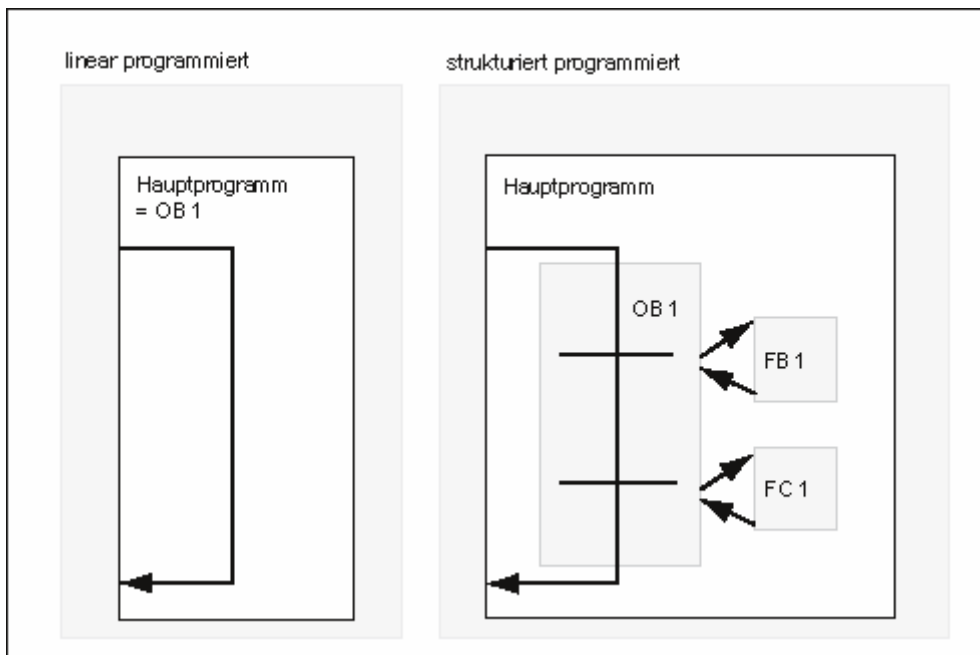 linear programmiert
strukturiert programmiert
Hauptprogramm
= OB 1
Hauptprogramm
OB 1
FB 1
FC 1